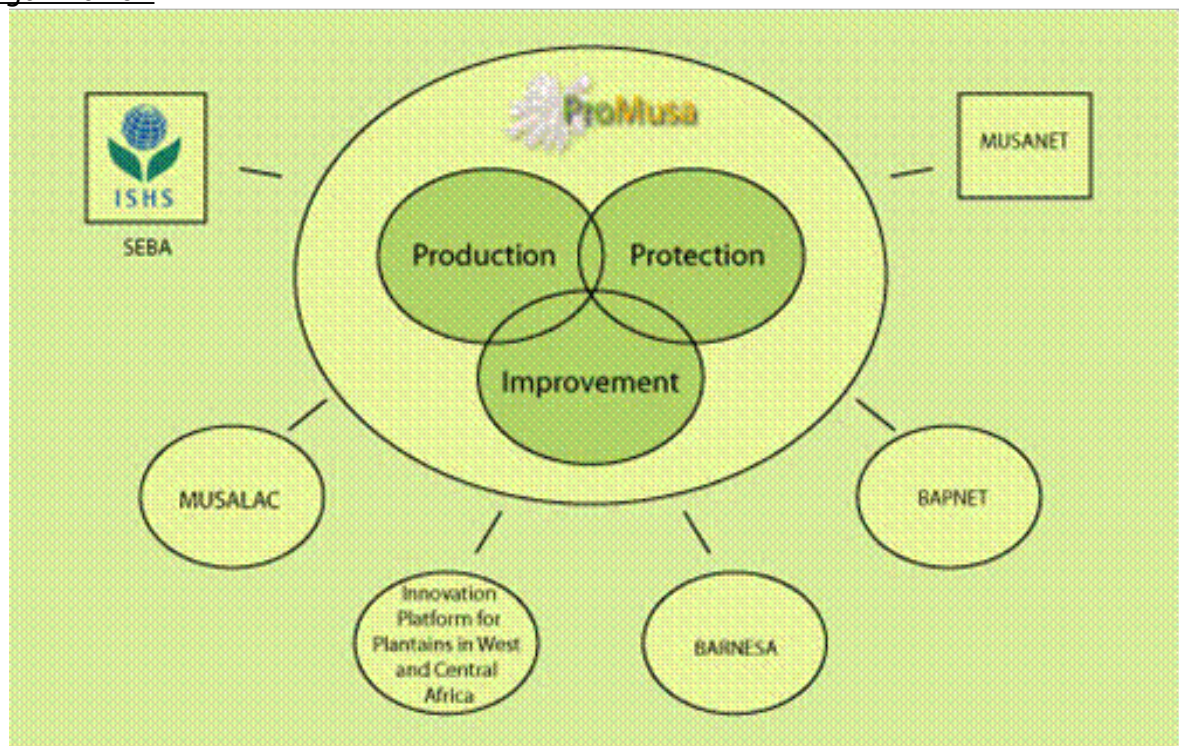 ProMusa
ISHS
SEBA
MUSANET
Production
Protection
Improvement
MUSALAC
BAPNET
Innovation
Platform for
Plantains in West
and Central
Africa
BARNESA